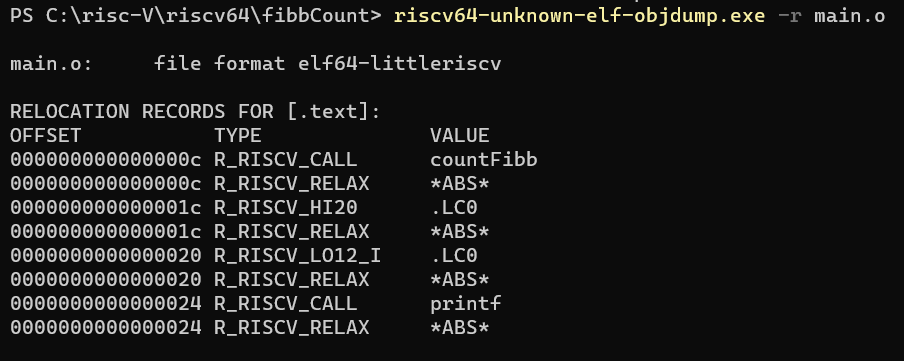 PS C:\risc-V\riscv64\fibbCount> riscv64-unknown-elf-objdump.exe -r main.o
main.o:     file format elf64-littleriscv
RELOCATION RECORDS FOR [.text]:
OFFSET           TYPE              VALUE
000000000000000c R_RISCV_CALL      countFibb
000000000000000c R_RISCV_RELAX     *ABS*
000000000000001c R_RISCV_HI20      .LC0
000000000000001c R_RISCV_RELAX     *ABS*
0000000000000020 R_RISCV_LO12_I    .LC0
0000000000000020 R_RISCV_RELAX     *ABS*
0000000000000024 R_RISCV_CALL      printf
0000000000000024 R_RISCV_RELAX     *ABS*